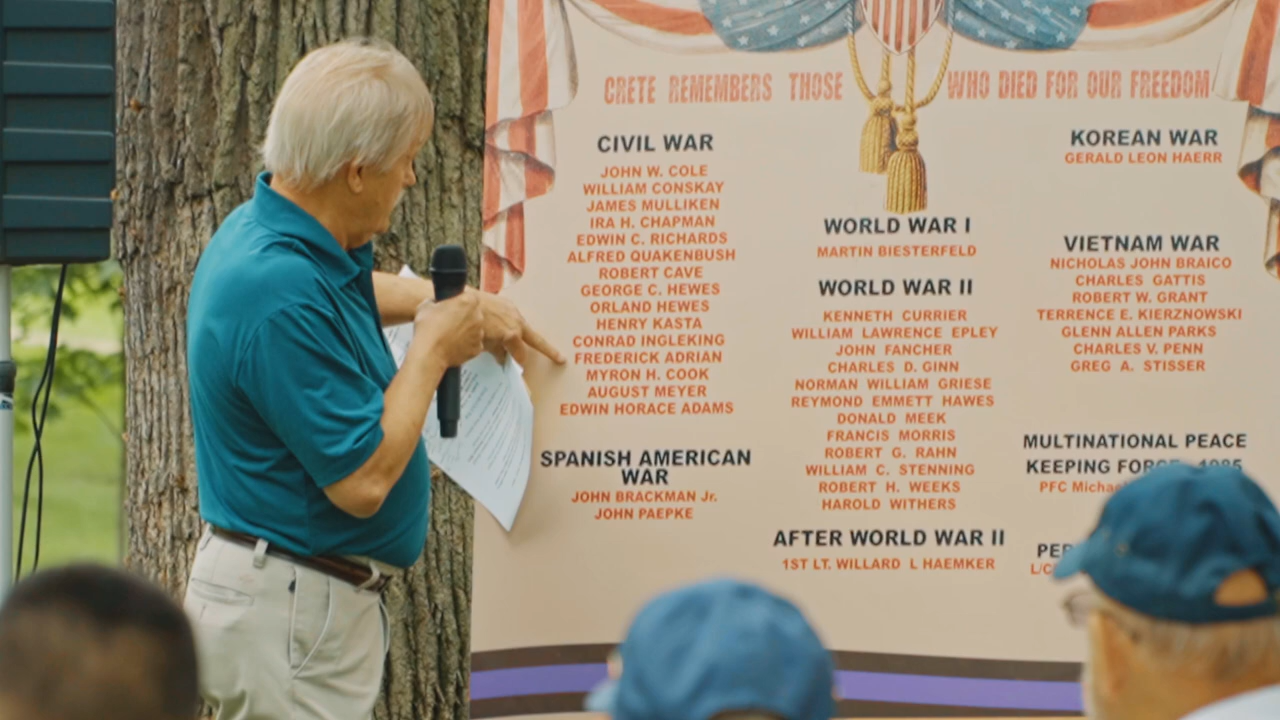 CRETE REMEMBERS THOSE WHO DIED FOR OUR FREEDOM
CIVIL WAR
JOHN W. COLE
WILLIAM CONSKAY
JAMES MULLIKEN
IRA H. CHAPMAN
EDWIN C. RICHARDS
ALFRED QUAKENBUSH
ROBERT CAVE
GEORGE C. HEWES
ORLAND HEWES
HENRY KASTA
CONRAD INGLEKING
FREDERICK ADRIAN
MYRON H. COOK
AUGUST MEYER
EDWIN HORACE ADAMS
SPANISH AMERICAN
WAR
JOHN BRACKMAN Jr.
JOHN PAEPKE
WORLD WAR I
MARTIN BIESTERFELD
WORLD WAR II
KENNETH CURRIER
WILLIAM LAWRENCE EPLEY
JOHN FANCHER
CHARLES D. GINN
NORMAN WILLIAM GRIESE
REYMOND EMMETT HAWES
DONALD MEEK
FRANCIS MORRIS
ROBERT G. RAHN
WILLIAM C. STENNING
ROBERT H. WEEKS
HAROLD WITHERS
AFTER WORLD WAR II
1ST LT. WILLARD L HAEMKER
KOREAN WAR
GERALD LEON HAERR
VIETNAM WAR
NICHOLAS JOHN BRAICO
CHARLES GATTIS
ROBERT W. GRANT
TERRENCE E. KIERZNOWSKI
GLENN ALLEN PARKS
CHARLES V. PENN
GREG A. STISSER
MULTINATIONAL PEACE
KEEPING FORCE 1985
PFC Michae
PE
L/C